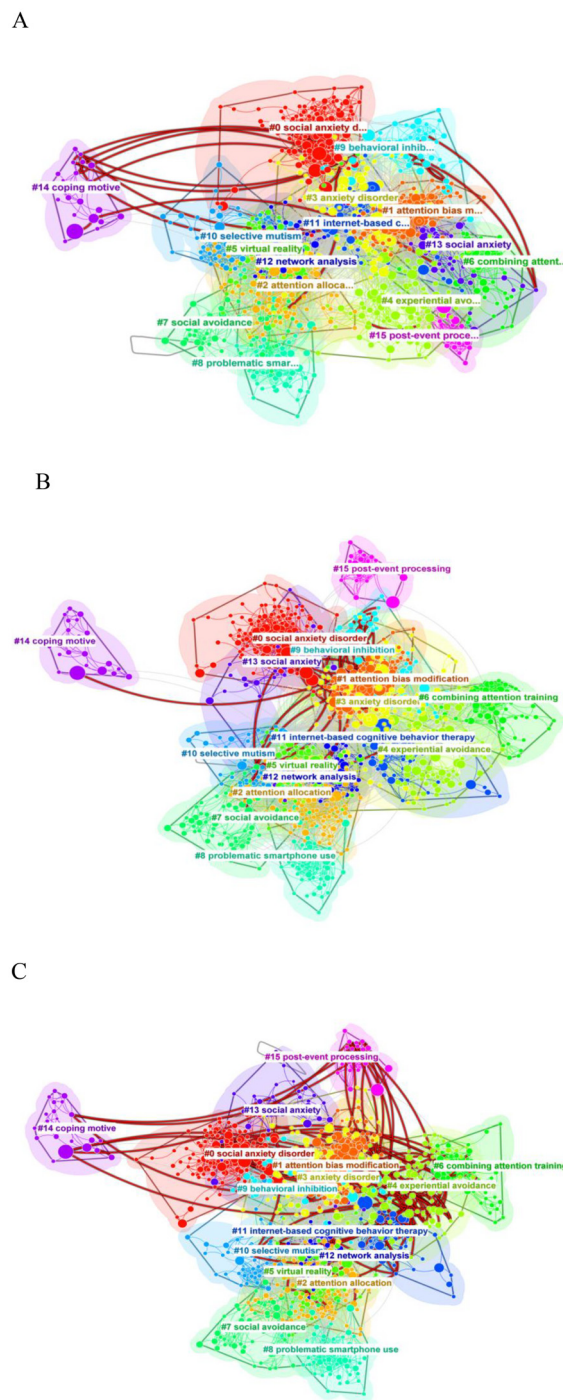 A
#0 social anxiety d...
#9 behavioral inhib...
#14 coping motive
#3 anxiety disorder
#1 attention bias m...
#11 internet-based c...
#10 selective mutism
#13 social anxiety
#5 virtual reality
#6 combining attent...
#12 network analysis
#2 attention alloca...
#4 experiential avo...
#7 social avoidance
#15 post-event proce...
#8 problematic smar...
B
#15 post-event processing
#14 coping motive
#0 social anxiety disorder
#9 behavioral inhibition
#13 social anxiety
#1 attention bias modification
#6 combining attention training
#3 anxiety disorder
#11 internet-based cognitive behavior therapy
#10 selective mutism
#4 experiential avoidance
#5 virtual reality
#12 network analysis
#2 attention allocation
#7 social avoidance
#8 problematic smartphone use
C
#15 post-event processing
#13 social anxiety
#14 coping motive
#0 social anxiety disorder
#1 attention bias modification
#6 combining attention training
#3 anxiety disorder
#4 experiential avoidance
#9 behavioral inhibition
#11 internet-based cognitive behavior therapy
#10 selective mutism
#12 network analysis
#5 virtual reality
#2 attention allocation
#7 social avoidance
#8 problematic smartphone use